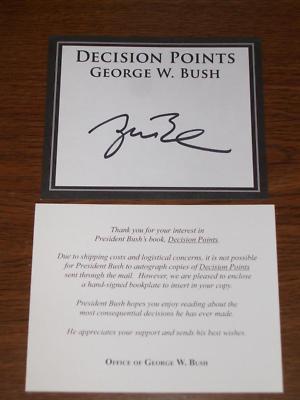 DECISION POINTS
GEORGE W. BUSH
Thank you for your interest in
President Bush's book, Decision Points.
Due to shipping costs and logistical concerns, it is not possible
for President Bush to autograph copies of Decision Points
sent through the mail. However, we are pleased to enclose
a hand-signed bookplate to insert in your copy.
President Bush hopes you enjoy reading about the
most consequential decisions he has ever made.
He appreciates your support and sends his best wishes.
OFFICE OF GEORGE W. BUSH